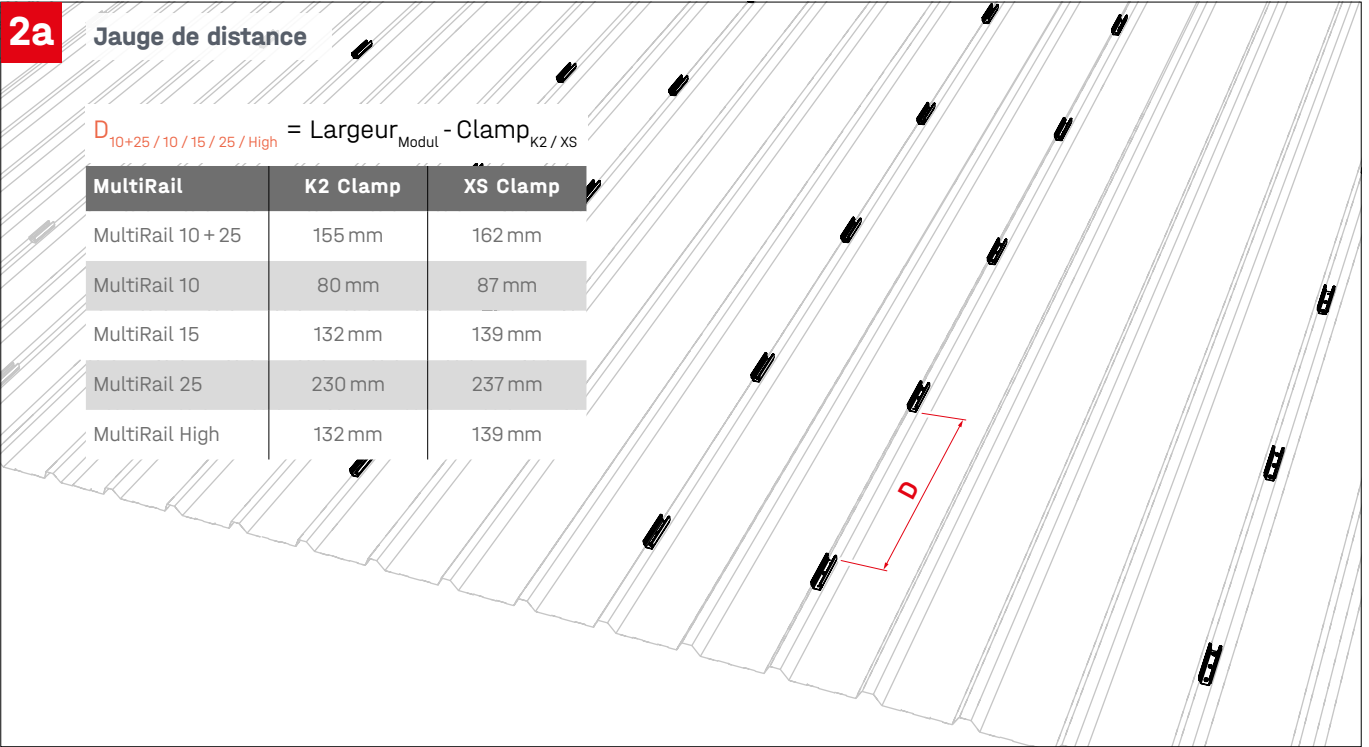 2a
Jauge de distance
D10+25 / 10 / 15 / 25 / High = LargeurModul - ClampK2 / XS
MultiRail K2 Clamp XS Clamp
MultiRail 10 + 25 155 mm 162 mm
MultiRail 10 80 mm 87 mm
MultiRail 15 132 mm 139 mm
MultiRail 25 230 mm 237 mm
MultiRail High 132 mm 139 mm
D